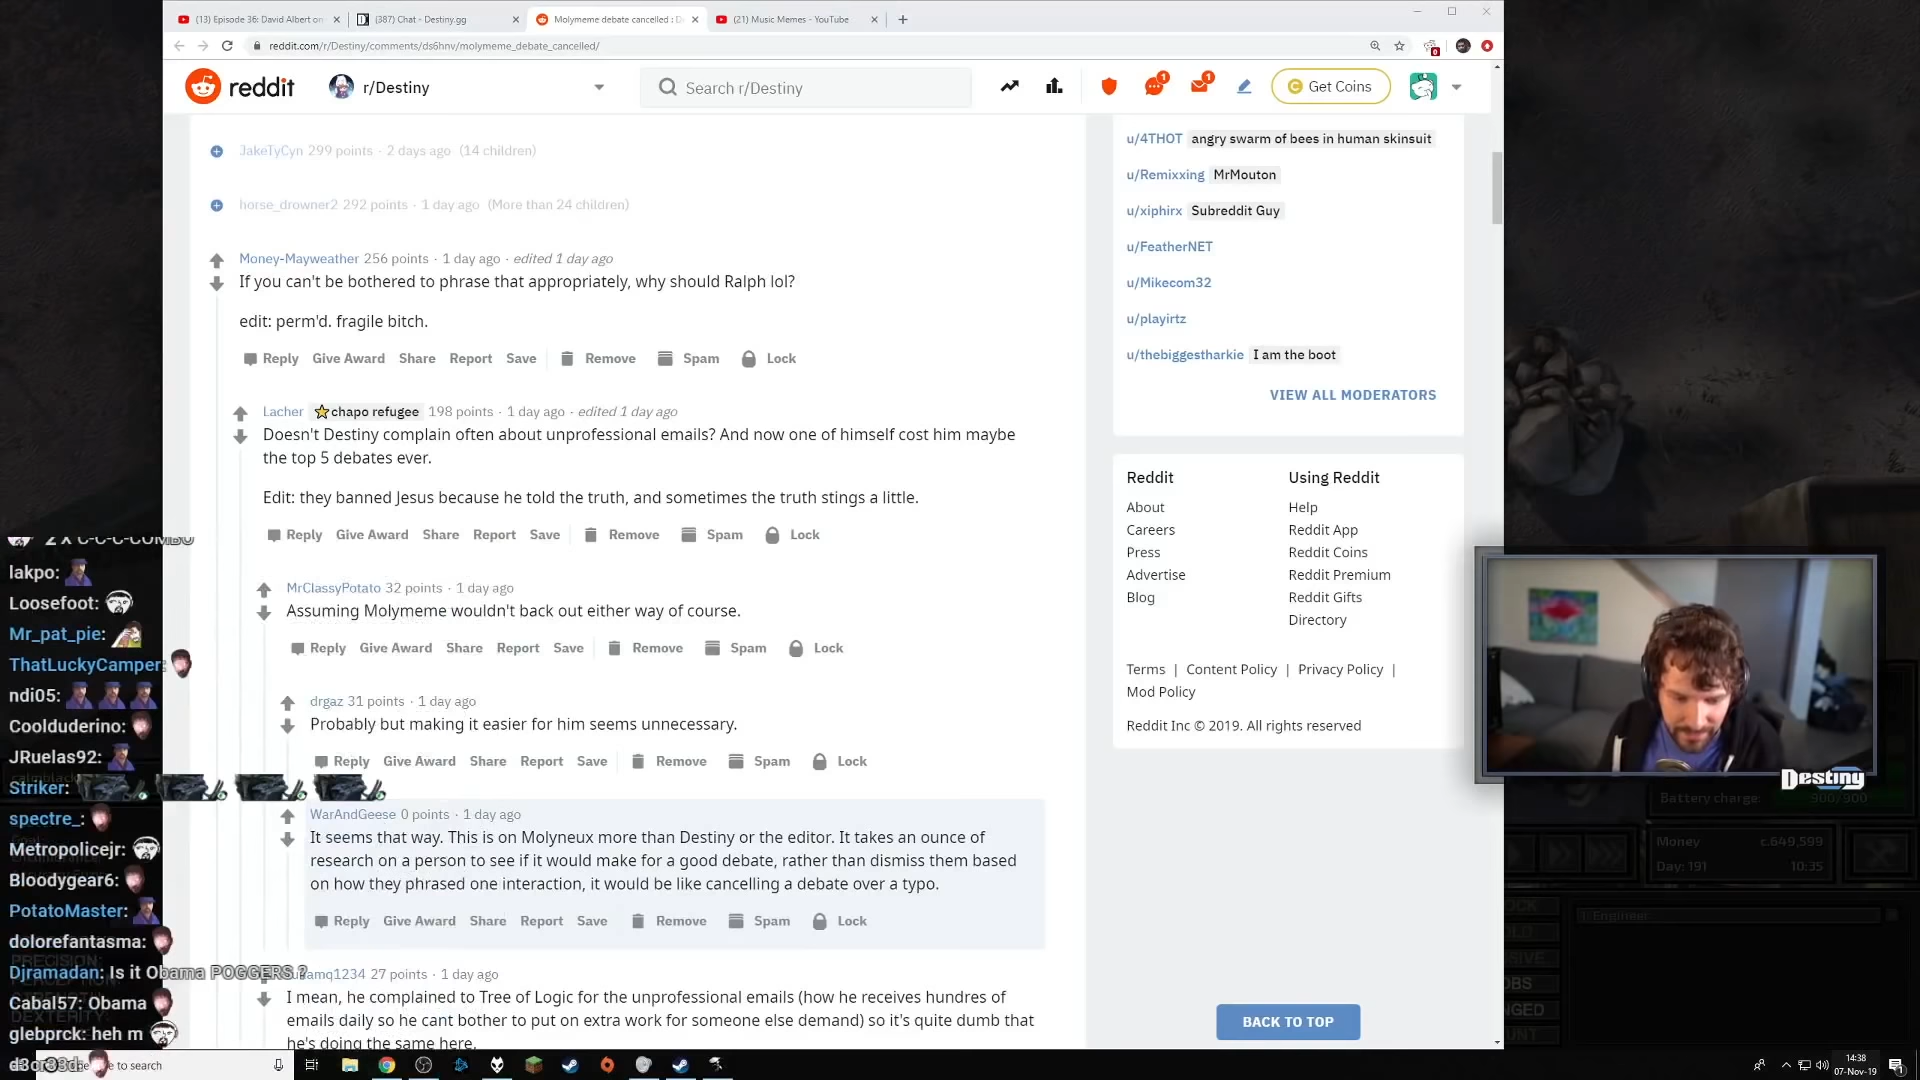 (13) Episode 36: David Albert on
(387) Chat - Destiny.gg
Molymeme debate cancelled : D
(21) Music Memes - YouTube
reddit.com/r/Destiny/comments/ds6hnv/molymeme_debate_cancelled/
reddit
r/Destiny
Search r/Destiny
1
1
Get Coins
JakeTyCyn 299 points · 2 days ago (14 children)
horse_drowner2 292 points · 1 day ago (More than 24 children)
Money-Mayweather 256 points · 1 day ago · edited 1 day ago
If you can't be bothered to phrase that appropriately, why should Ralph lol?
edit: perm'd. fragile bitch.
Reply Give Award Share Report Save Remove Spam Lock
Lacher chapo refugee 198 points · 1 day ago · edited 1 day ago
Doesn't Destiny complain often about unprofessional emails? And now one of himself cost him maybe
the top 5 debates ever.
Edit: they banned Jesus because he told the truth, and sometimes the truth stings a little.
Reply Give Award Share Report Save Remove Spam Lock
MrClassyPotato 32 points · 1 day ago
Assuming Molymeme wouldn't back out either way of course.
Reply Give Award Share Report Save Remove Spam Lock
drgaz 31 points · 1 day ago
Probably but making it easier for him seems unnecessary.
Reply Give Award Share Report Save Remove Spam Lock
WarAndGeese 0 points · 1 day ago
It seems that way. This is on Molyneux more than Destiny or the editor. It takes an ounce of
research on a person to see if it would make for a good debate, rather than dismiss them based
on how they phrased one interaction, it would be like cancelling a debate over a typo.
Reply Give Award Share Report Save Remove Spam Lock
27 points · 1 day ago
I mean, he complained to Tree of Logic for the unprofessional emails (how he receives hundres of
emails daily so he cant bother to put on extra work for someone else demand) so it's quite dumb that
he's doing the same here.
u/4THOT angry swarm of bees in human skinsuit
u/Remixxing MrMouton
u/xiphirx Subreddit Guy
u/FeatherNET
u/Mikecom32
u/playirtz
u/thebiggestharkie I am the boot
VIEW ALL MODERATORS
Reddit
Using Reddit
About
Help
Careers
Reddit App
Press
Reddit Coins
Advertise
Reddit Premium
Blog
Reddit Gifts
Directory
Terms | Content Policy | Privacy Policy |
Mod Policy
Reddit Inc © 2019. All rights reserved
BACK TO TOP
2 X C-C-C-COMBO
lakpo:
Loosefoot:
Mr_pat_pie:
ThatLuckyCamper:
ndi05:
Coolduderino:
JRuelas92:
Striker:
spectre_:
Metropolicejr:
Bloodygear6:
PotatoMaster:
dolorefantasma:
Djramadan: Is it Obama POGGERS ?
Cabal57: Obama
glebprck: heh m
to search
Destiny
Battery charge: 900/900
Money c.649,599
Day: 191 10:35
1 Engineer
14:38
07-Nov-19